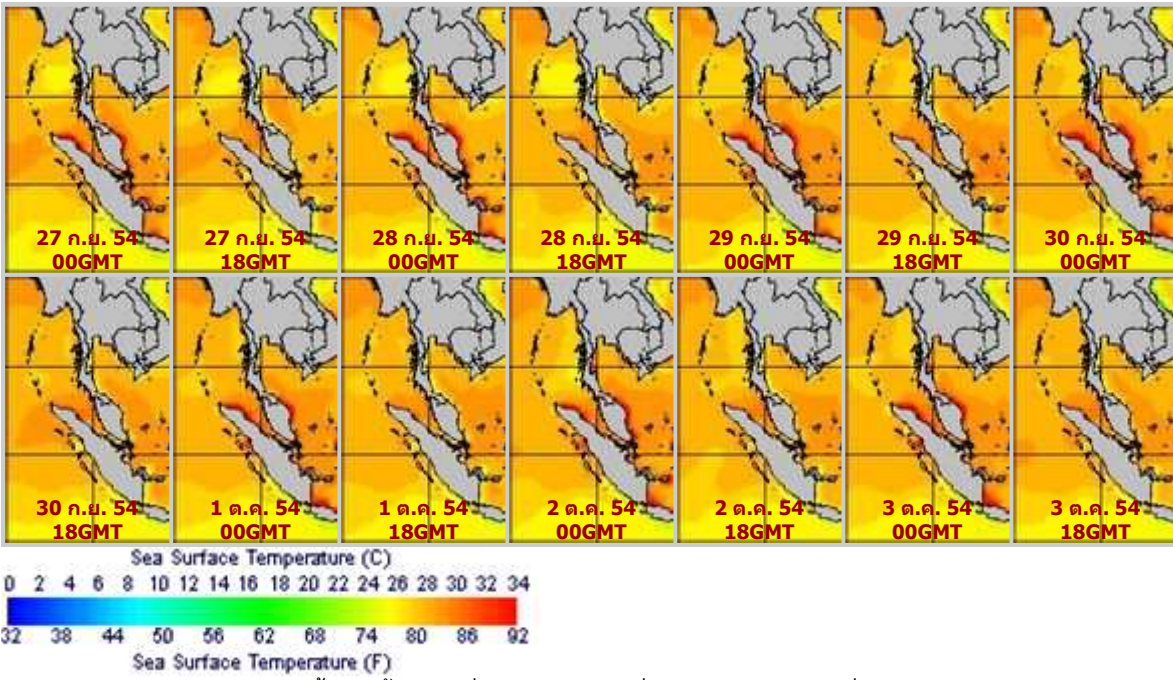 27 ก.ย. 54
00GMT
27 ก.ย. 54
18GMT
28 ก.ย. 54
00GMT
28 ก.ย. 54
18GMT
29 ก.ย. 54
00GMT
29 ก.ย. 54
18GMT
30 ก.ย. 54
00GMT
30 ก.ย. 54
18GMT
1 ต.ค. 54
00GMT
1 ต.ค. 54
18GMT
2 ต.ค. 54
00GMT
2 ต.ค. 54
18GMT
3 ต.ค. 54
00GMT
3 ต.ค. 54
18GMT
Sea Surface Temperature (C)
0 2 4 6 8 10 12 14 16 18 20 22 24 26 28 30 32 34
32 38 44 50 56 62 68 74 80 86 92
Sea Surface Temperature (F)